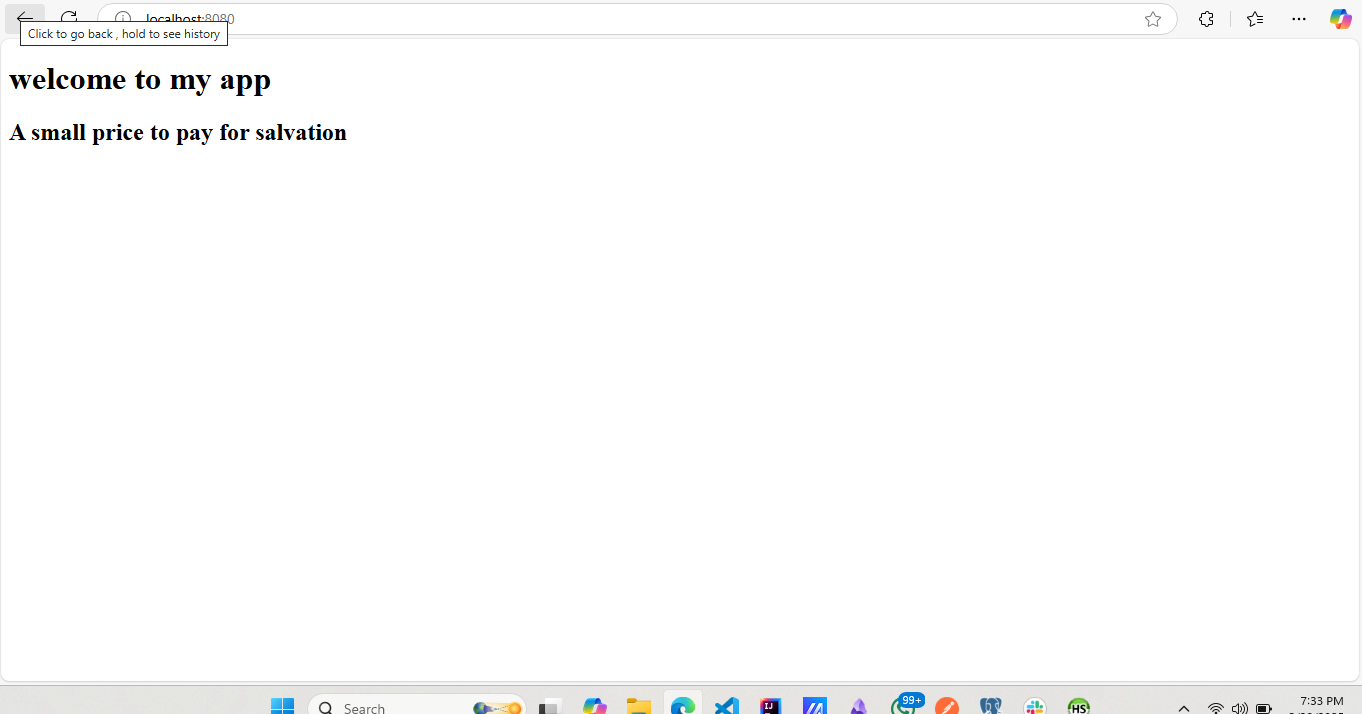 localhost:8080
Click to go back , hold to see history
welcome to my app
A small price to pay for salvation
Search
IJ
99+
HS
7:33 PM